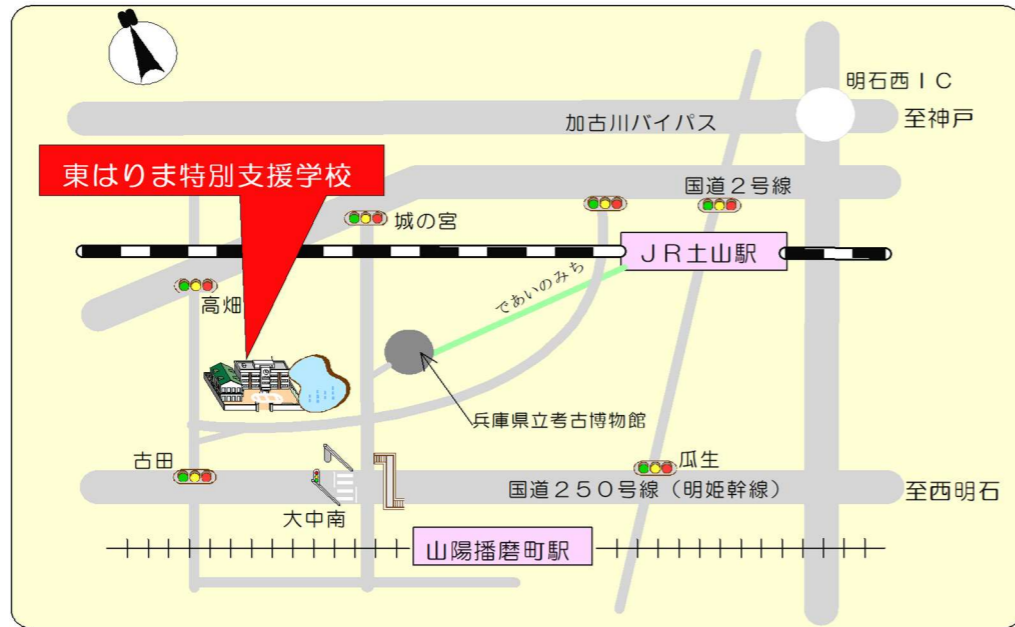 明石西ＩＣ
加古川バイパス
至神戸
東はりま特別支援学校
国道２号線
城の宮
ＪＲ土山駅
であいのみち
高畑
兵庫県立考古博物館
古田
瓜生
国道２５０号線（明姫幹線）
至西明石
大中南
山陽播磨町駅